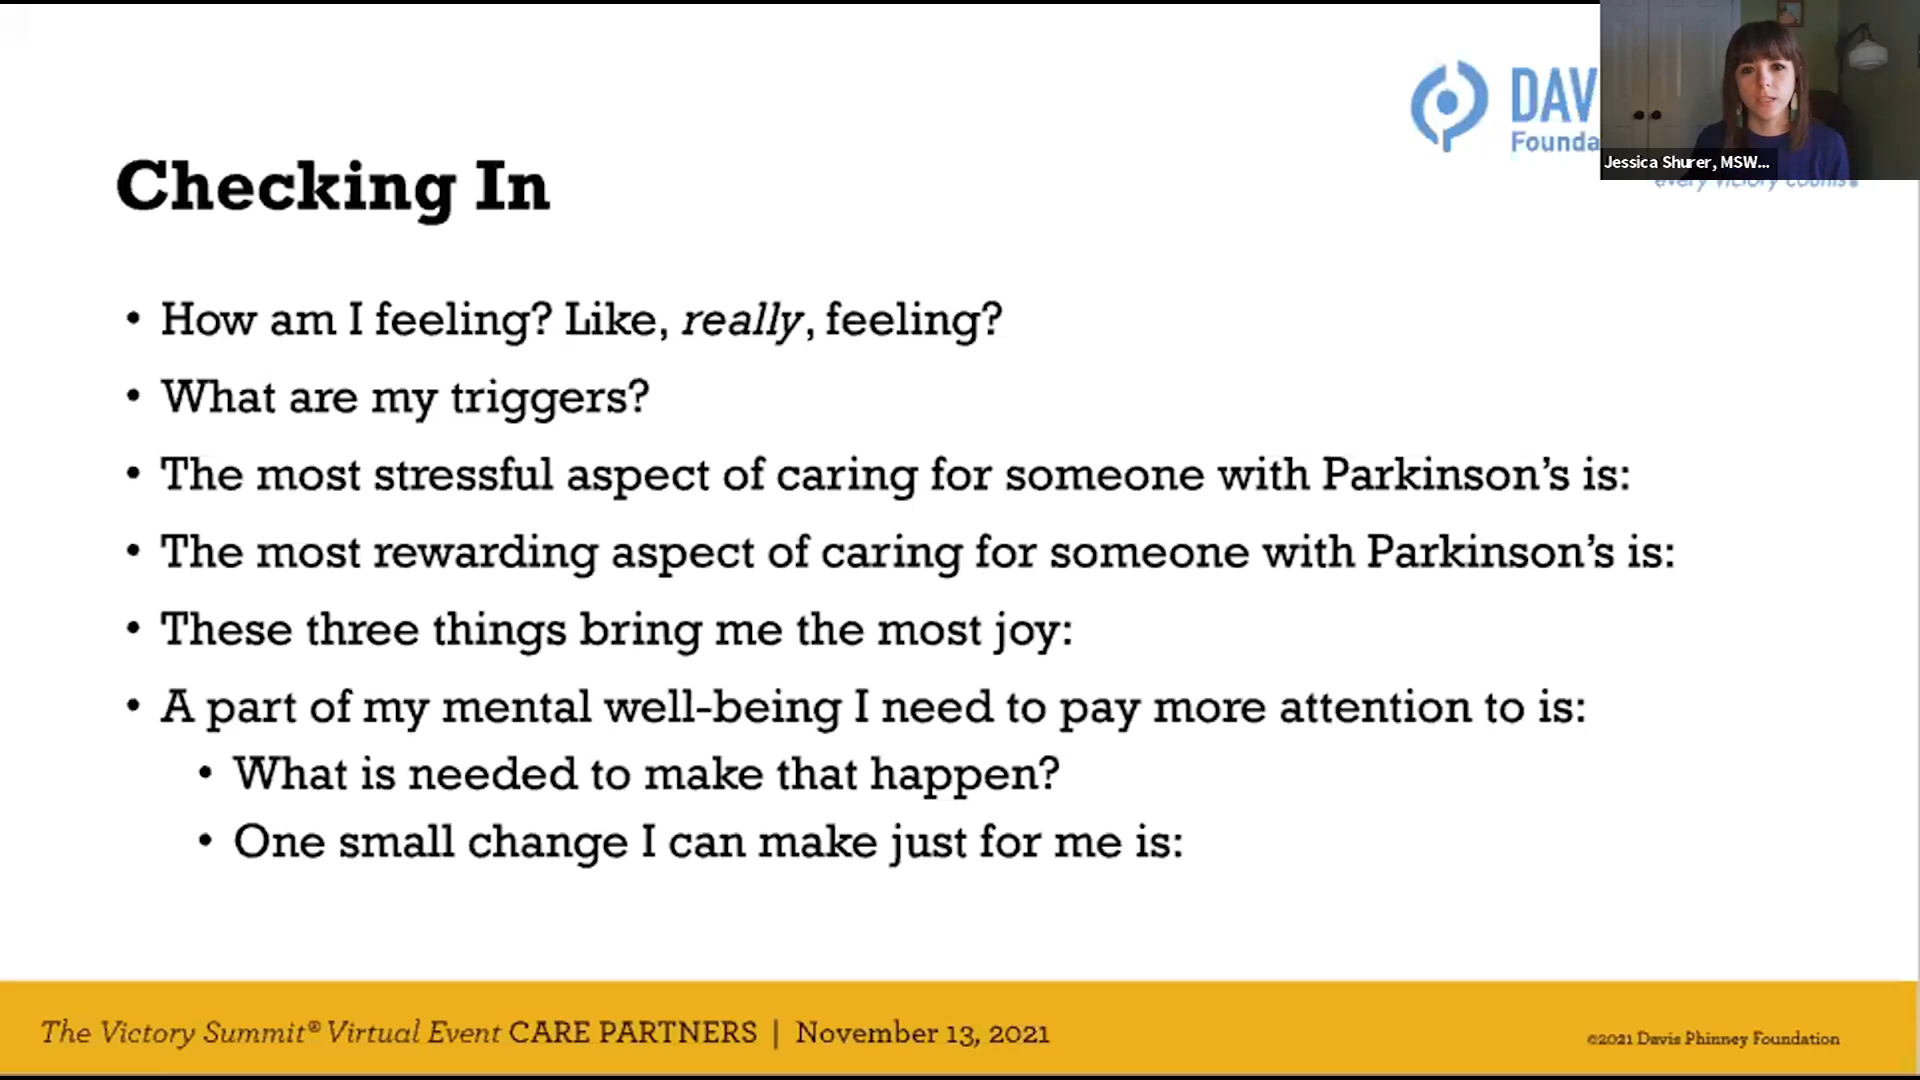 DAV
Founda
Jessica Shurer, MSW...
every victory counts®
Checking In
• How am I feeling? Like, really, feeling?
• What are my triggers?
• The most stressful aspect of caring for someone with Parkinson’s is:
• The most rewarding aspect of caring for someone with Parkinson’s is:
• These three things bring me the most joy:
• A part of my mental well-being I need to pay more attention to is:
• What is needed to make that happen?
• One small change I can make just for me is:
The Victory Summit® Virtual Event CARE PARTNERS | November 13, 2021
©2021 Davis Phinney Foundation